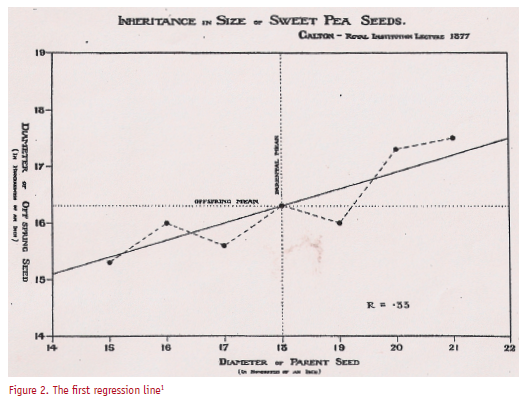 INHERITANCE IN SIZE OF SWEET PEA SEEDS.
GALTON - ROYAL INSTITUTION LECTURE 1877
19
18
17
16
15
14
DIAMETER OF OFFSPRING SEED
(IN HUNDREDTHS OF AN INCH)
OFFSPRING MEAN
PARENTAL MEAN
R = .33
14 15 16 17 18 19 20 21 22
DIAMETER OF PARENT SEED
(IN HUNDREDTHS OF AN INCH)
Figure 2. The first regression line¹